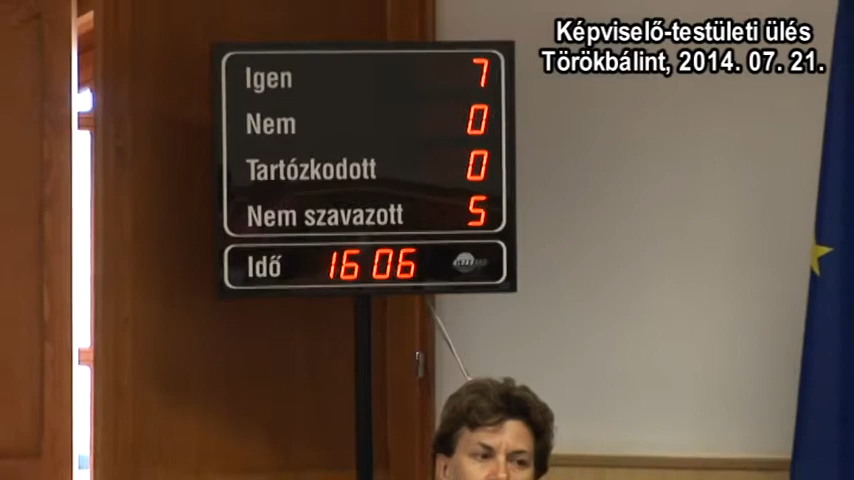 Képviselő-testületi ülés
Törökbálint, 2014. 07. 21.
Igen 7
Nem 0
Tartózkodott 0
Nem szavazott 5
Idő 16 06